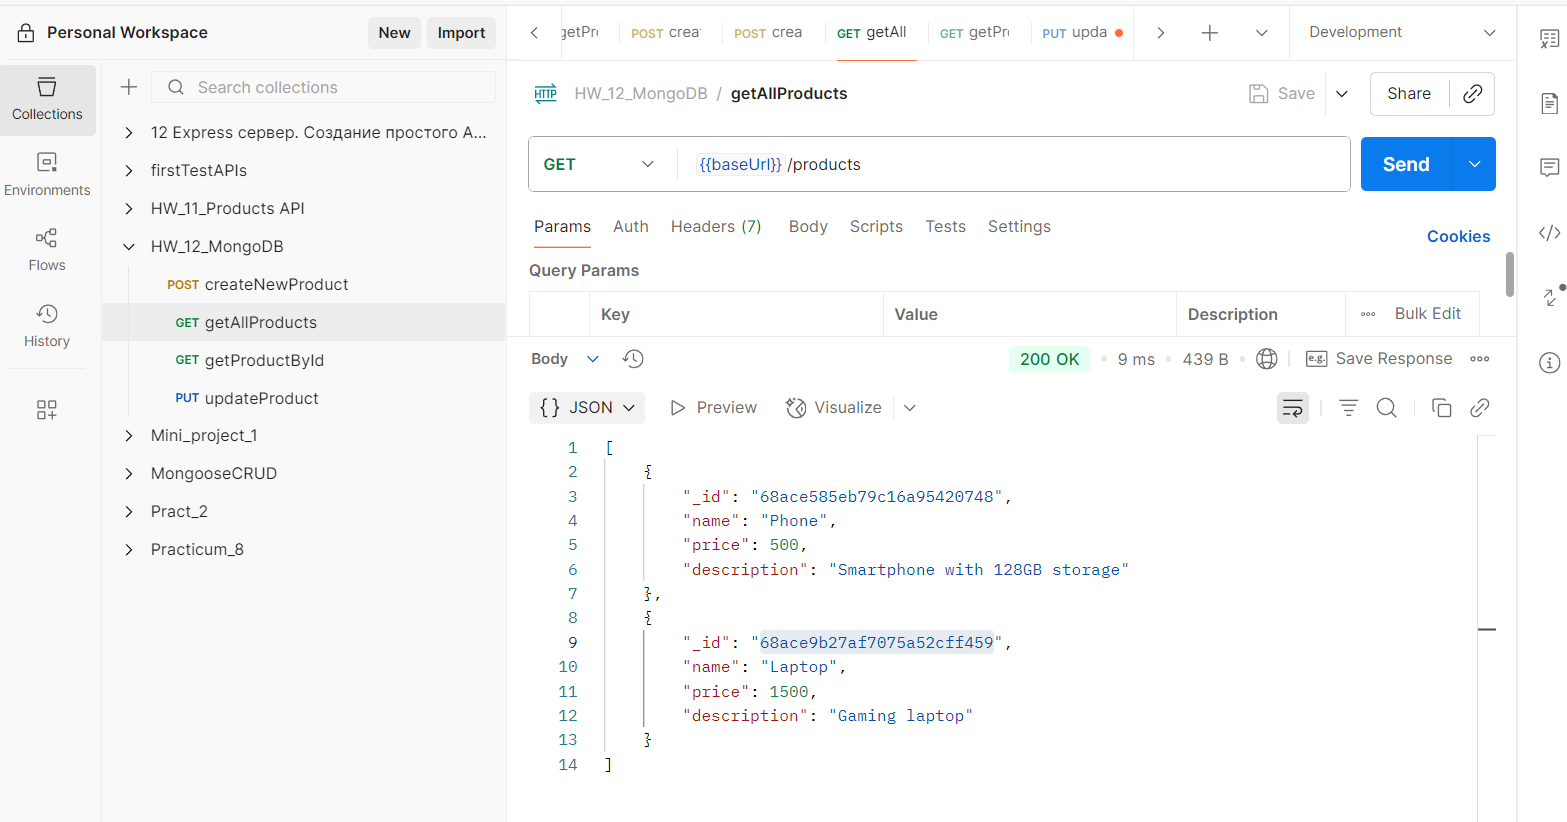 Personal Workspace
New
Import
getPr
POST crea
POST crea
GET getAll
GET getPr
PUT upda
Development
Collections
Environments
Flows
History
Search collections
12 Express сервер. Создание простого A...
firstTestAPIs
HW_11_Products API
HW_12_MongoDB
POST createNewProduct
GET getAllProducts
GET getProductById
PUT updateProduct
Mini_project_1
MongooseCRUD
Pract_2
Practicum_8
HTTP HW_12_MongoDB / getAllProducts
Save
Share
GET
{{baseUrl}} /products
Send
Params Auth Headers (7) Body Scripts Tests Settings
Cookies
Query Params
Key Value Description ••• Bulk Edit
Body
200 OK • 9 ms • 439 B •
e.g. Save Response •••
{} JSON Preview Visualize
1 [
2 {
3 "_id": "68ace585eb79c16a95420748",
4 "name": "Phone",
5 "price": 500,
6 "description": "Smartphone with 128GB storage"
7 },
8 {
9 "_id": "68ace9b27af7075a52cff459",
10 "name": "Laptop",
11 "price": 1500,
12 "description": "Gaming laptop"
13 }
14 ]